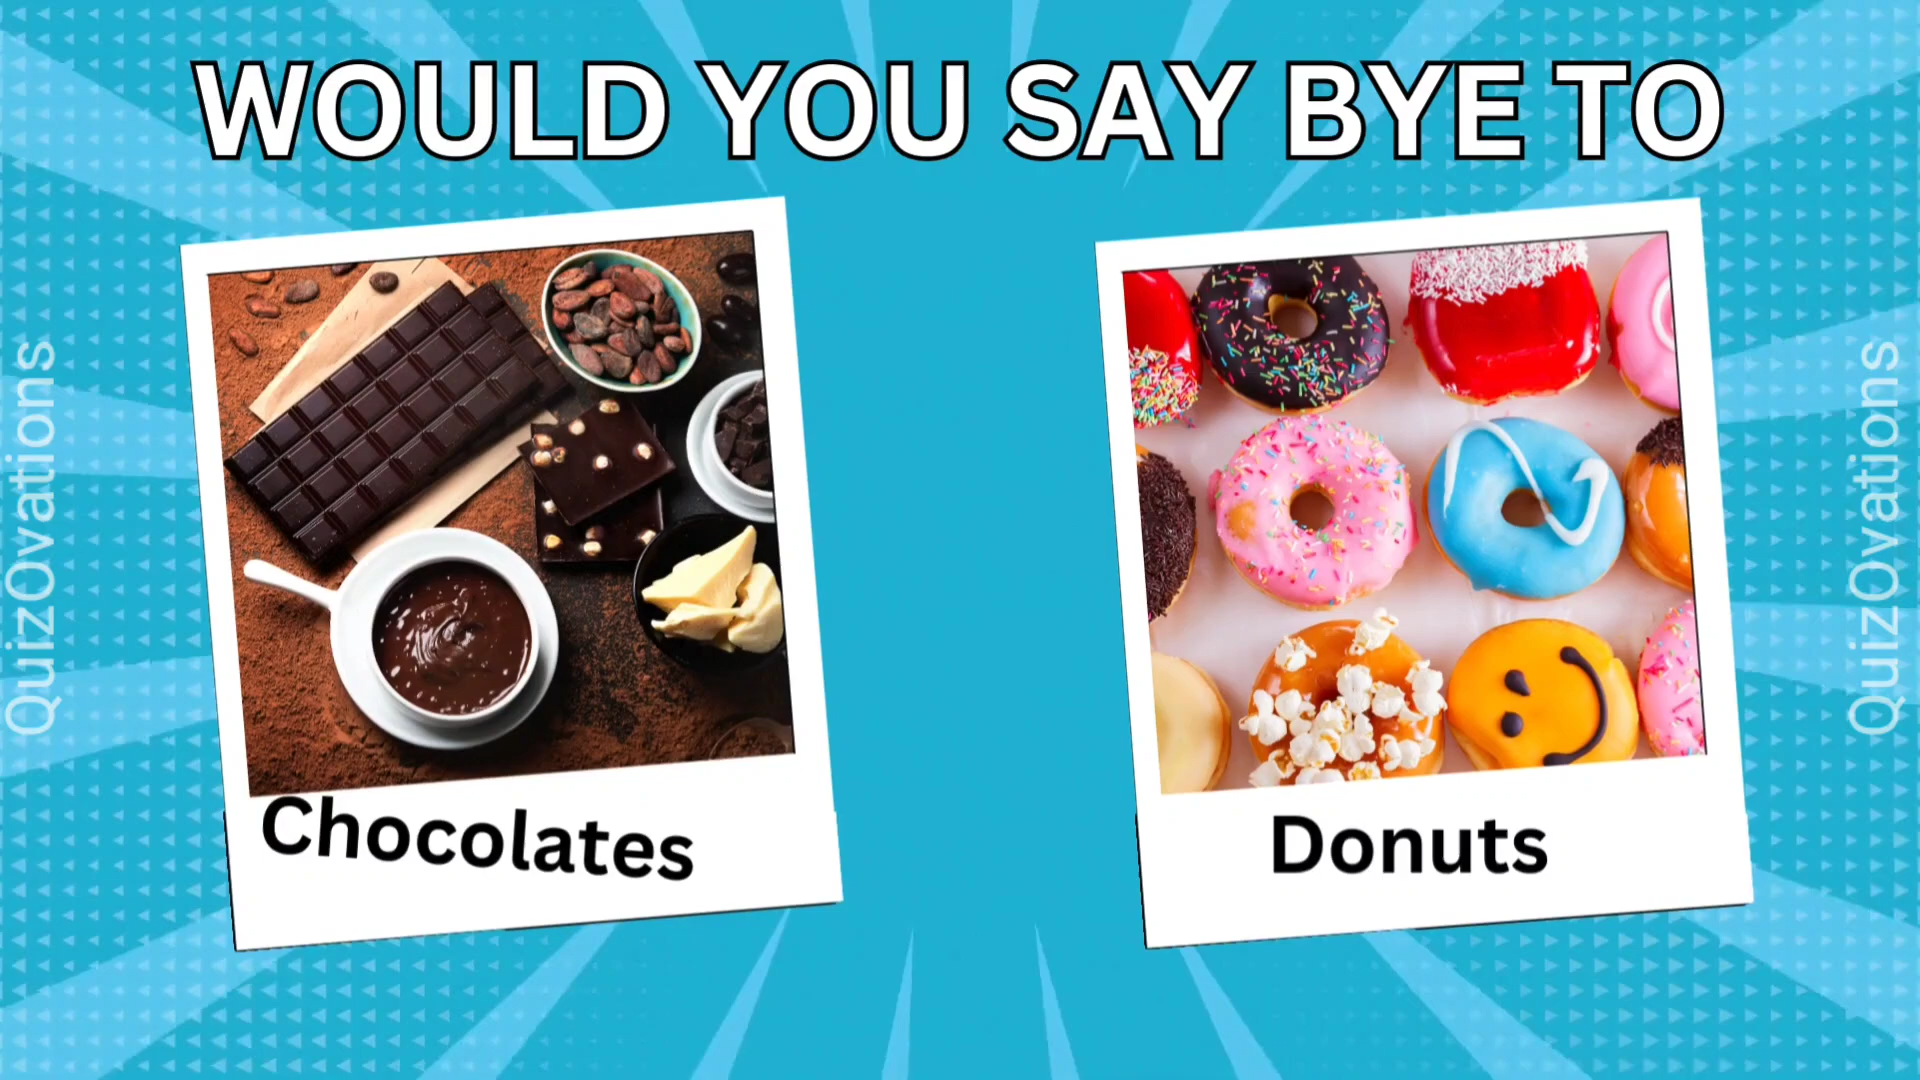 WOULD YOU SAY BYE TO
Chocolates
Donuts
QuizOvations
QuizOvations